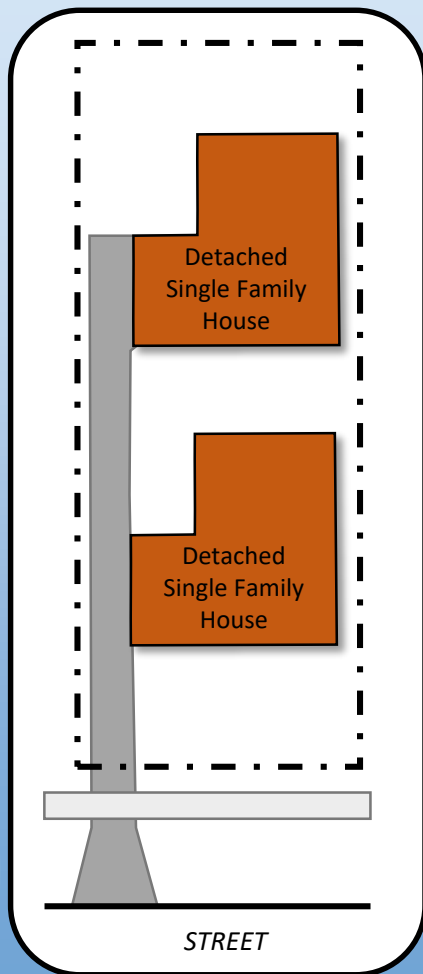 Detached
Single Family
House
Detached
Single Family
House
STREET